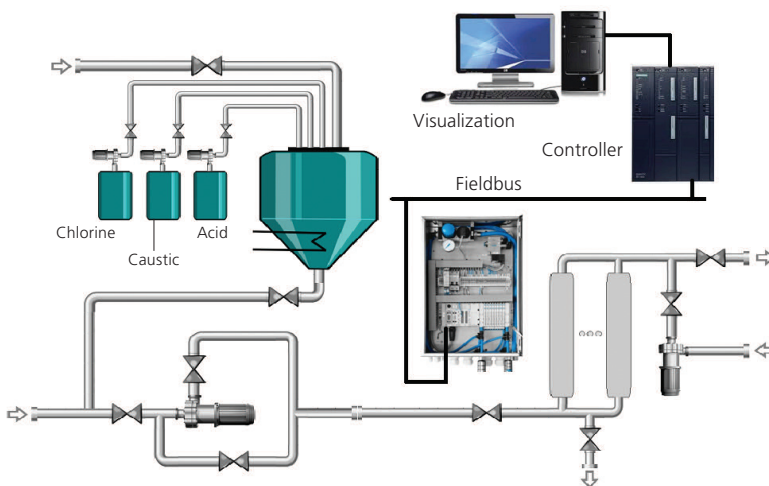 Visualization
Controller
Fieldbus
Chlorine
Caustic
Acid